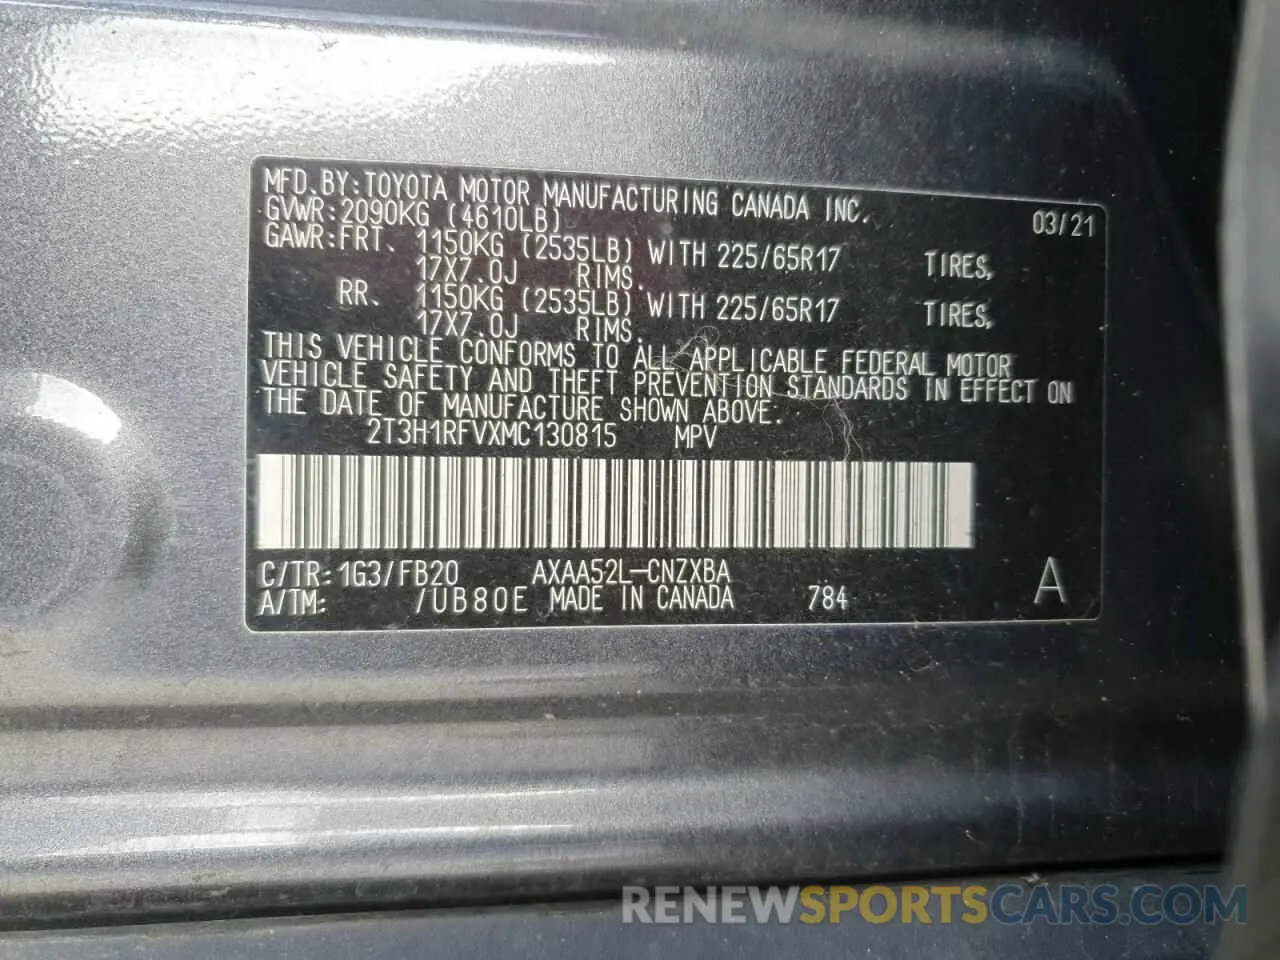 MFD.BY:TOYOTA MOTOR MANUFACTURING CANADA INC. 03/21
GVWR:2090KG (4610LB)
GAWR:FRT. 1150KG (2535LB) WITH 225/65R17 TIRES,
17X7.0J RIMS.
RR. 1150KG (2535LB) WITH 225/65R17 TIRES,
17X7.0J RIMS.
THIS VEHICLE CONFORMS TO ALL APPLICABLE FEDERAL MOTOR
VEHICLE SAFETY AND THEFT PREVENTION STANDARDS IN EFFECT ON
THE DATE OF MANUFACTURE SHOWN ABOVE.
2T3H1RFVXMC130815 MPV
C/TR:1G3/FB20 AXAA52L-CNZXBA A
A/TM: /UB80E MADE IN CANADA 784
RENEWSPORTSCARS.COM